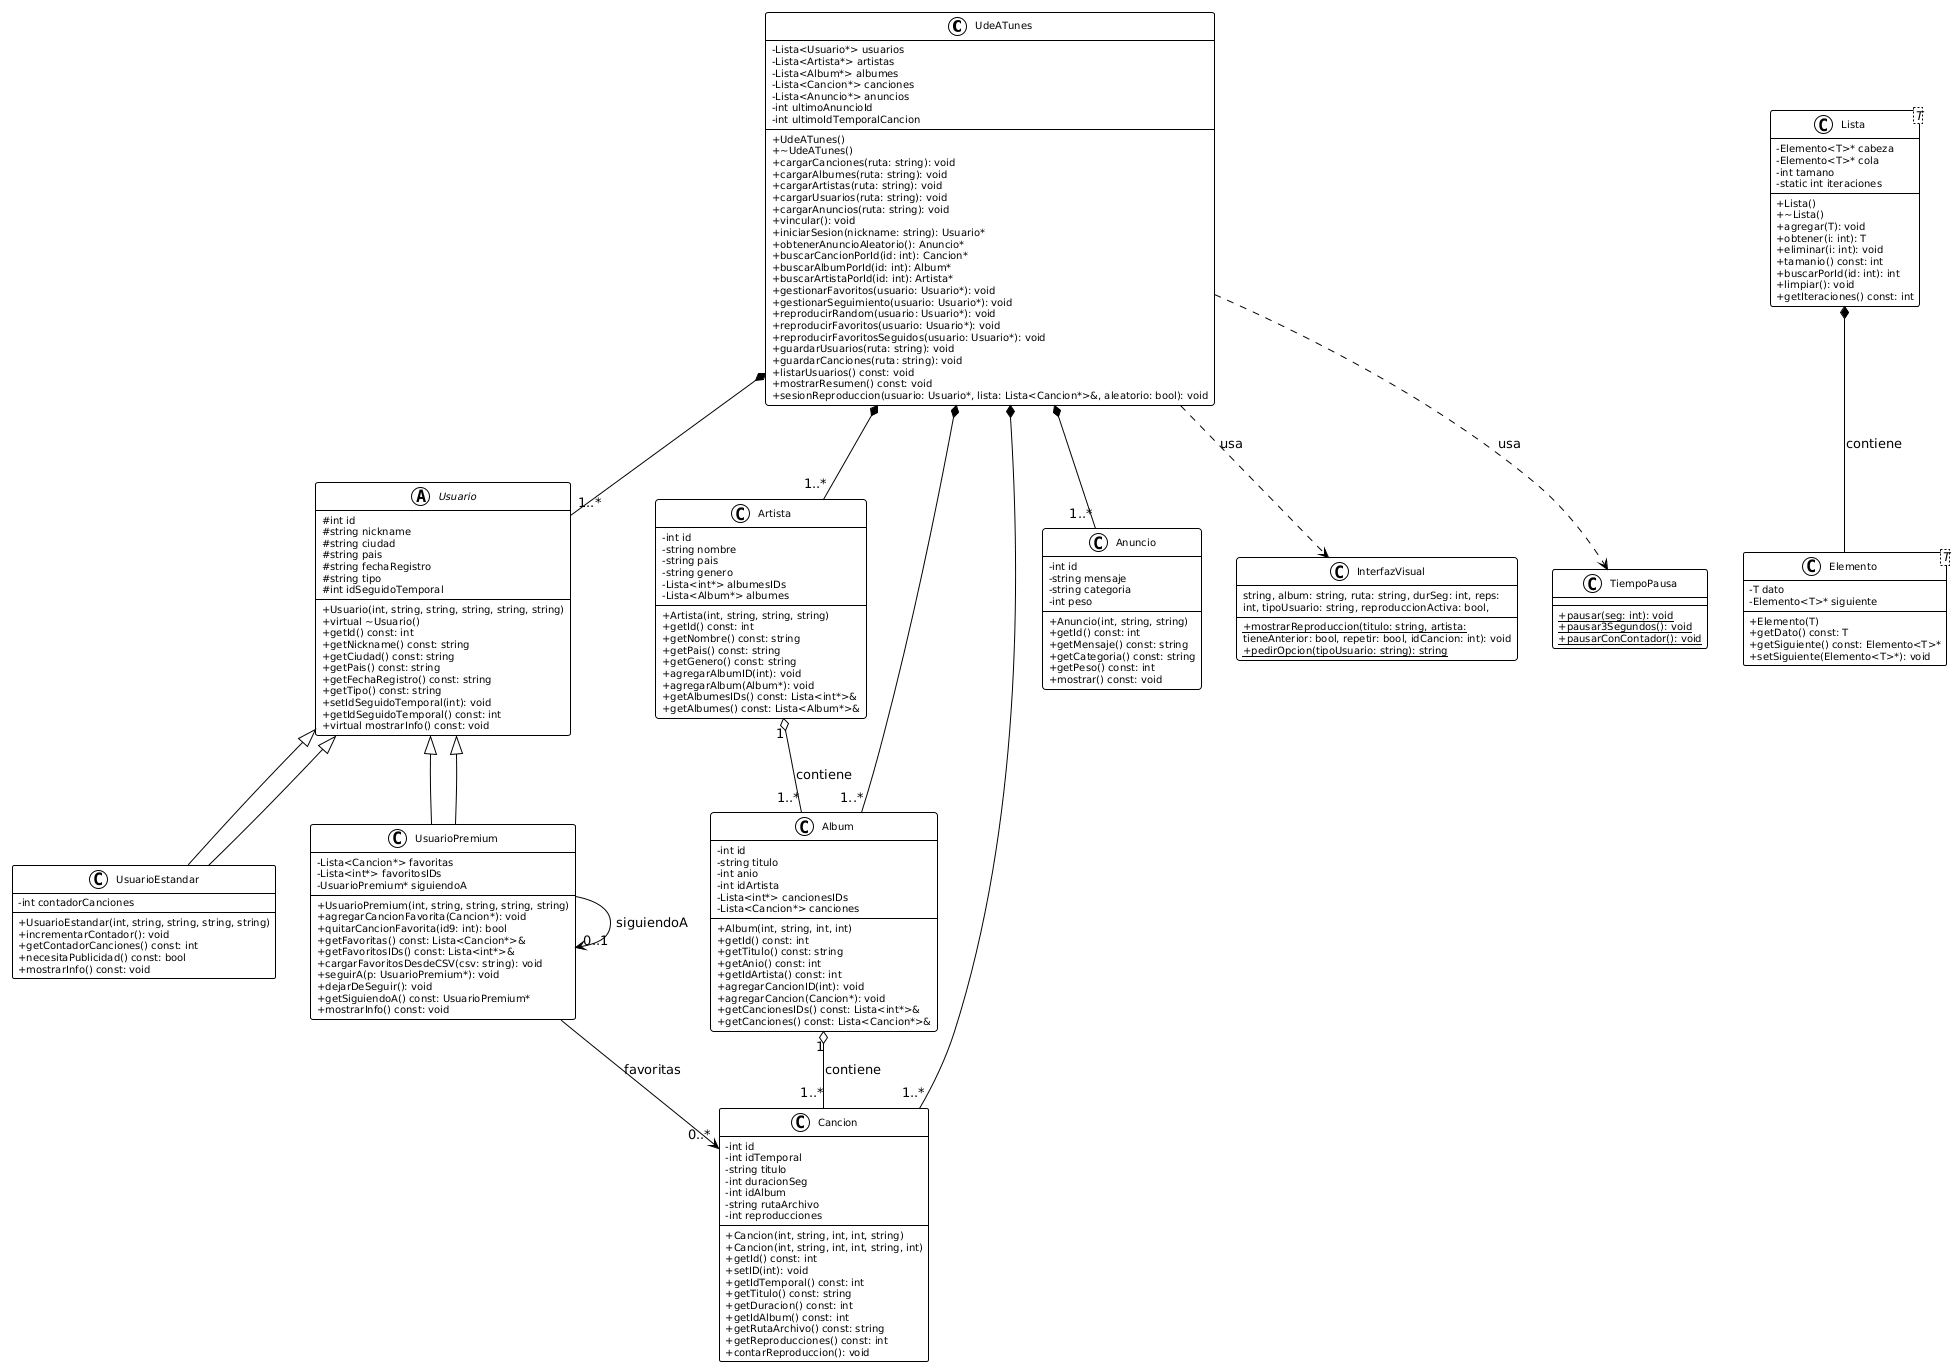 C UdeATunes
-Lista<Usuario*> usuarios
-Lista<Artista*> artistas
-Lista<Album*> albumes
-Lista<Cancion*> canciones
-Lista<Anuncio*> anuncios
-int ultimoAnuncioId
-int ultimoIdTemporalCancion
+UdeATunes()
+~UdeATunes()
+cargarCanciones(ruta: string): void
+cargarAlbumes(ruta: string): void
+cargarArtistas(ruta: string): void
+cargarUsuarios(ruta: string): void
+cargarAnuncios(ruta: string): void
+vincular(): void
+iniciarSesion(nickname: string): Usuario*
+obtenerAnuncioAleatorio(): Anuncio*
+buscarCancionPorId(id: int): Cancion*
+buscarAlbumPorId(id: int): Album*
+buscarArtistaPorId(id: int): Artista*
+gestionarFavoritos(usuario: Usuario*): void
+gestionarSeguimiento(usuario: Usuario*): void
+reproducirRandom(usuario: Usuario*): void
+reproducirFavoritos(usuario: Usuario*): void
+reproducirFavoritosSeguidos(usuario: Usuario*): void
+guardarUsuarios(ruta: string): void
+guardarCanciones(ruta: string): void
+listarUsuarios() const: void
+mostrarResumen() const: void
+sesionReproduccion(usuario: Usuario*, lista: Lista<Cancion*>&, aleatorio: bool): void
C Lista
T
-Elemento<T>* cabeza
-Elemento<T>* cola
-int tamano
-static int iteraciones
+Lista()
+~Lista()
+agregar(T): void
+obtener(i: int): T
+eliminar(i: int): void
+tamanio() const: int
+buscarPorId(id: int): int
+limpiar(): void
+getIteraciones() const: int
usa
usa
contiene
1..*
1..*
1..*
A Usuario
#int id
#string nickname
#string ciudad
#string pais
#string fechaRegistro
#string tipo
#int idSeguidoTemporal
+Usuario(int, string, string, string, string, string)
+virtual ~Usuario()
+getId() const: int
+getNickname() const: string
+getCiudad() const: string
+getPais() const: string
+getFechaRegistro() const: string
+getTipo() const: string
+setIdSeguidoTemporal(int): void
+getIdSeguidoTemporal() const: int
+virtual mostrarInfo() const: void
C Artista
-int id
-string nombre
-string pais
-string genero
-Lista<int*> albumesIDs
-Lista<Album*> albumes
+Artista(int, string, string, string)
+getId() const: int
+getNombre() const: string
+getPais() const: string
+getGenero() const: string
+agregarAlbumID(int): void
+agregarAlbum(Album*): void
+getAlbumesIDs() const: Lista<int*>&
+getAlbumes() const: Lista<Album*>&
C Anuncio
-int id
-string mensaje
-string categoria
-int peso
+Anuncio(int, string, string)
+getId() const: int
+getMensaje() const: string
+getCategoria() const: string
+getPeso() const: int
+mostrar() const: void
C InterfazVisual
string, album: string, ruta: string, durSeg: int, reps:
int, tipoUsuario: string, reproduccionActiva: bool,
+mostrarReproduccion(titulo: string, artista:
tieneAnterior: bool, repetir: bool, idCancion: int): void
+pedirOpcion(tipoUsuario: string): string
C TiempoPausa
+pausar(seg: int): void
+pausar3Segundos(): void
+pausarConContador(): void
C Elemento
T
-T dato
-Elemento<T>* siguiente
+Elemento(T)
+getDato() const: T
+getSiguiente() const: Elemento<T>*
+setSiguiente(Elemento<T>*): void
1
contiene
1..*
1..*
C UsuarioEstandar
-int contadorCanciones
+UsuarioEstandar(int, string, string, string, string)
+incrementarContador(): void
+getContadorCanciones() const: int
+necesitaPublicidad() const: bool
+mostrarInfo() const: void
C UsuarioPremium
-Lista<Cancion*> favoritas
-Lista<int*> favoritosIDs
-UsuarioPremium* siguiendoA
+UsuarioPremium(int, string, string, string, string)
+agregarCancionFavorita(Cancion*): void
+quitarCancionFavorita(id9: int): bool
+getFavoritas() const: Lista<Cancion*>&
+getFavoritosIDs() const: Lista<int*>&
+cargarFavoritosDesdeCSV(csv: string): void
+seguirA(p: UsuarioPremium*): void
+dejarDeSeguir(): void
+getSiguiendoA() const: UsuarioPremium*
+mostrarInfo() const: void
siguiendoA
0..1
C Album
-int id
-string titulo
-int anio
-int idArtista
-Lista<int*> cancionesIDs
-Lista<Cancion*> canciones
+Album(int, string, int, int)
+getId() const: int
+getTitulo() const: string
+getAnio() const: int
+getIdArtista() const: int
+agregarCancionID(int): void
+agregarCancion(Cancion*): void
+getCancionesIDs() const: Lista<int*>&
+getCanciones() const: Lista<Cancion*>&
1
favoritas
contiene
1..*
1..*
0..*
C Cancion
-int id
-int idTemporal
-string titulo
-int duracionSeg
-int idAlbum
-string rutaArchivo
-int reproducciones
+Cancion(int, string, int, int, string)
+Cancion(int, string, int, int, string, int)
+getId() const: int
+setID(int): void
+getIdTemporal() const: int
+getTitulo() const: string
+getDuracion() const: int
+getIdAlbum() const: int
+getRutaArchivo() const: string
+getReproducciones() const: int
+contarReproduccion(): void